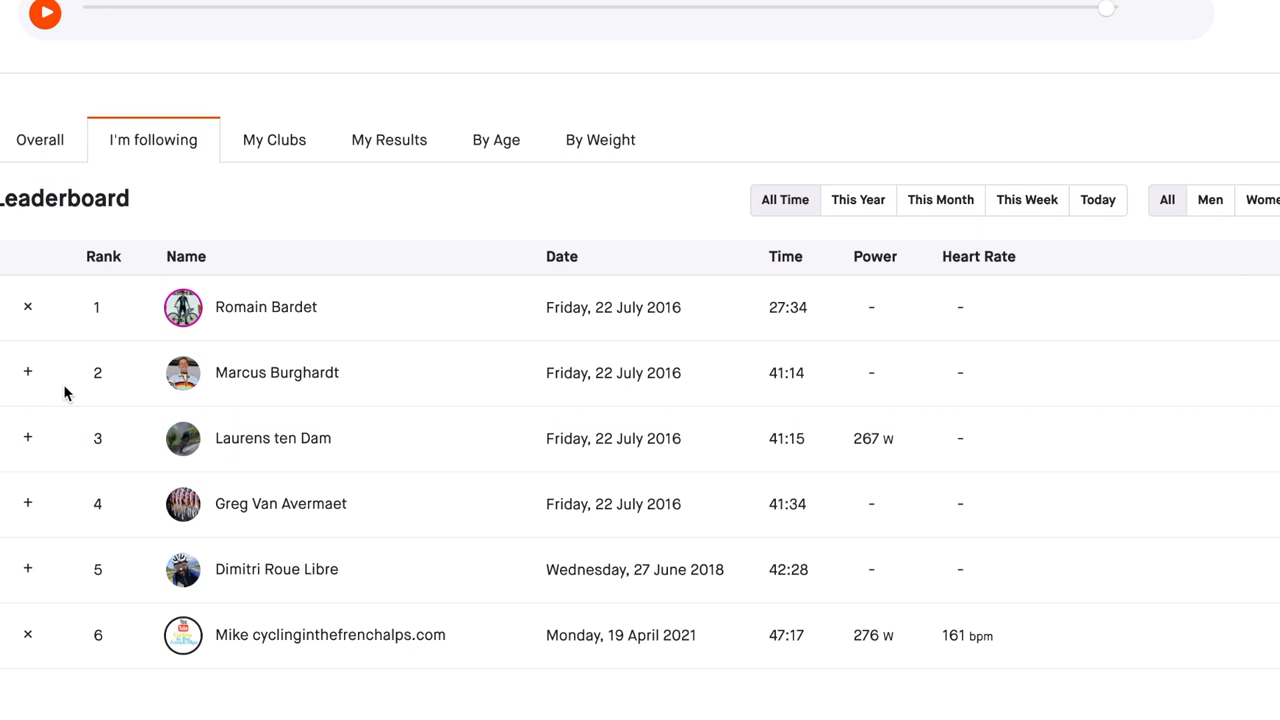 Overall I'm following My Clubs My Results By Age By Weight
Leaderboard All Time This Year This Month This Week Today All Men Wome
Rank Name Date Time Power Heart Rate
× 1 Romain Bardet Friday, 22 July 2016 27:34 - -
+ 2 Marcus Burghardt Friday, 22 July 2016 41:14 - -
+ 3 Laurens ten Dam Friday, 22 July 2016 41:15 267 w -
+ 4 Greg Van Avermaet Friday, 22 July 2016 41:34 - -
+ 5 Dimitri Roue Libre Wednesday, 27 June 2018 42:28 - -
× 6 Mike cyclinginthefrenchalps.com Monday, 19 April 2021 47:17 276 w 161 bpm